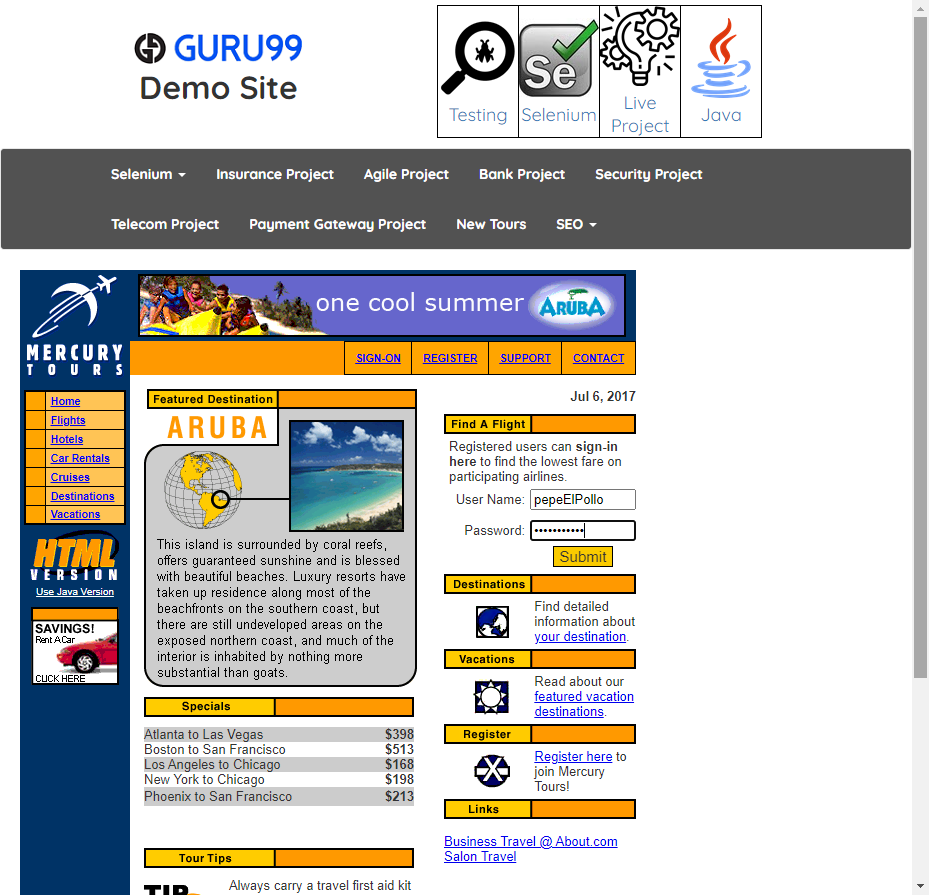 GURU99
Demo Site
Testing
Selenium
Live
Project
Java
Selenium
Insurance Project
Agile Project
Bank Project
Security Project
Telecom Project
Payment Gateway Project
New Tours
SEO
one cool summer
ARUBA
MERCURY
TOURS
SIGN-ON
REGISTER
SUPPORT
CONTACT
Home
Flights
Hotels
Car Rentals
Cruises
Destinations
Vacations
HTML
VERSION
Use Java Version
SAVINGS!
Rent A Car
CLICK HERE
Featured Destination
ARUBA
This island is surrounded by coral reefs,
offers guaranteed sunshine and is blessed
with beautiful beaches. Luxury resorts have
taken up residence along most of the
beachfronts on the southern coast, but
there are still undeveloped areas on the
exposed northern coast, and much of the
interior is inhabited by nothing more
substantial than goats.
Specials
Atlanta to Las Vegas $398
Boston to San Francisco $513
Los Angeles to Chicago $168
New York to Chicago $198
Phoenix to San Francisco $213
Tour Tips
TIP
Always carry a travel first aid kit
Jul 6, 2017
Find A Flight
Registered users can sign-in
here to find the lowest fare on
participating airlines.
User Name: pepeElPollo
Password: •••••••••••
Submit
Destinations
Find detailed
information about
your destination.
Vacations
Read about our
featured vacation
destinations.
Register
Register here to
join Mercury
Tours!
Links
Business Travel @ About.com
Salon Travel